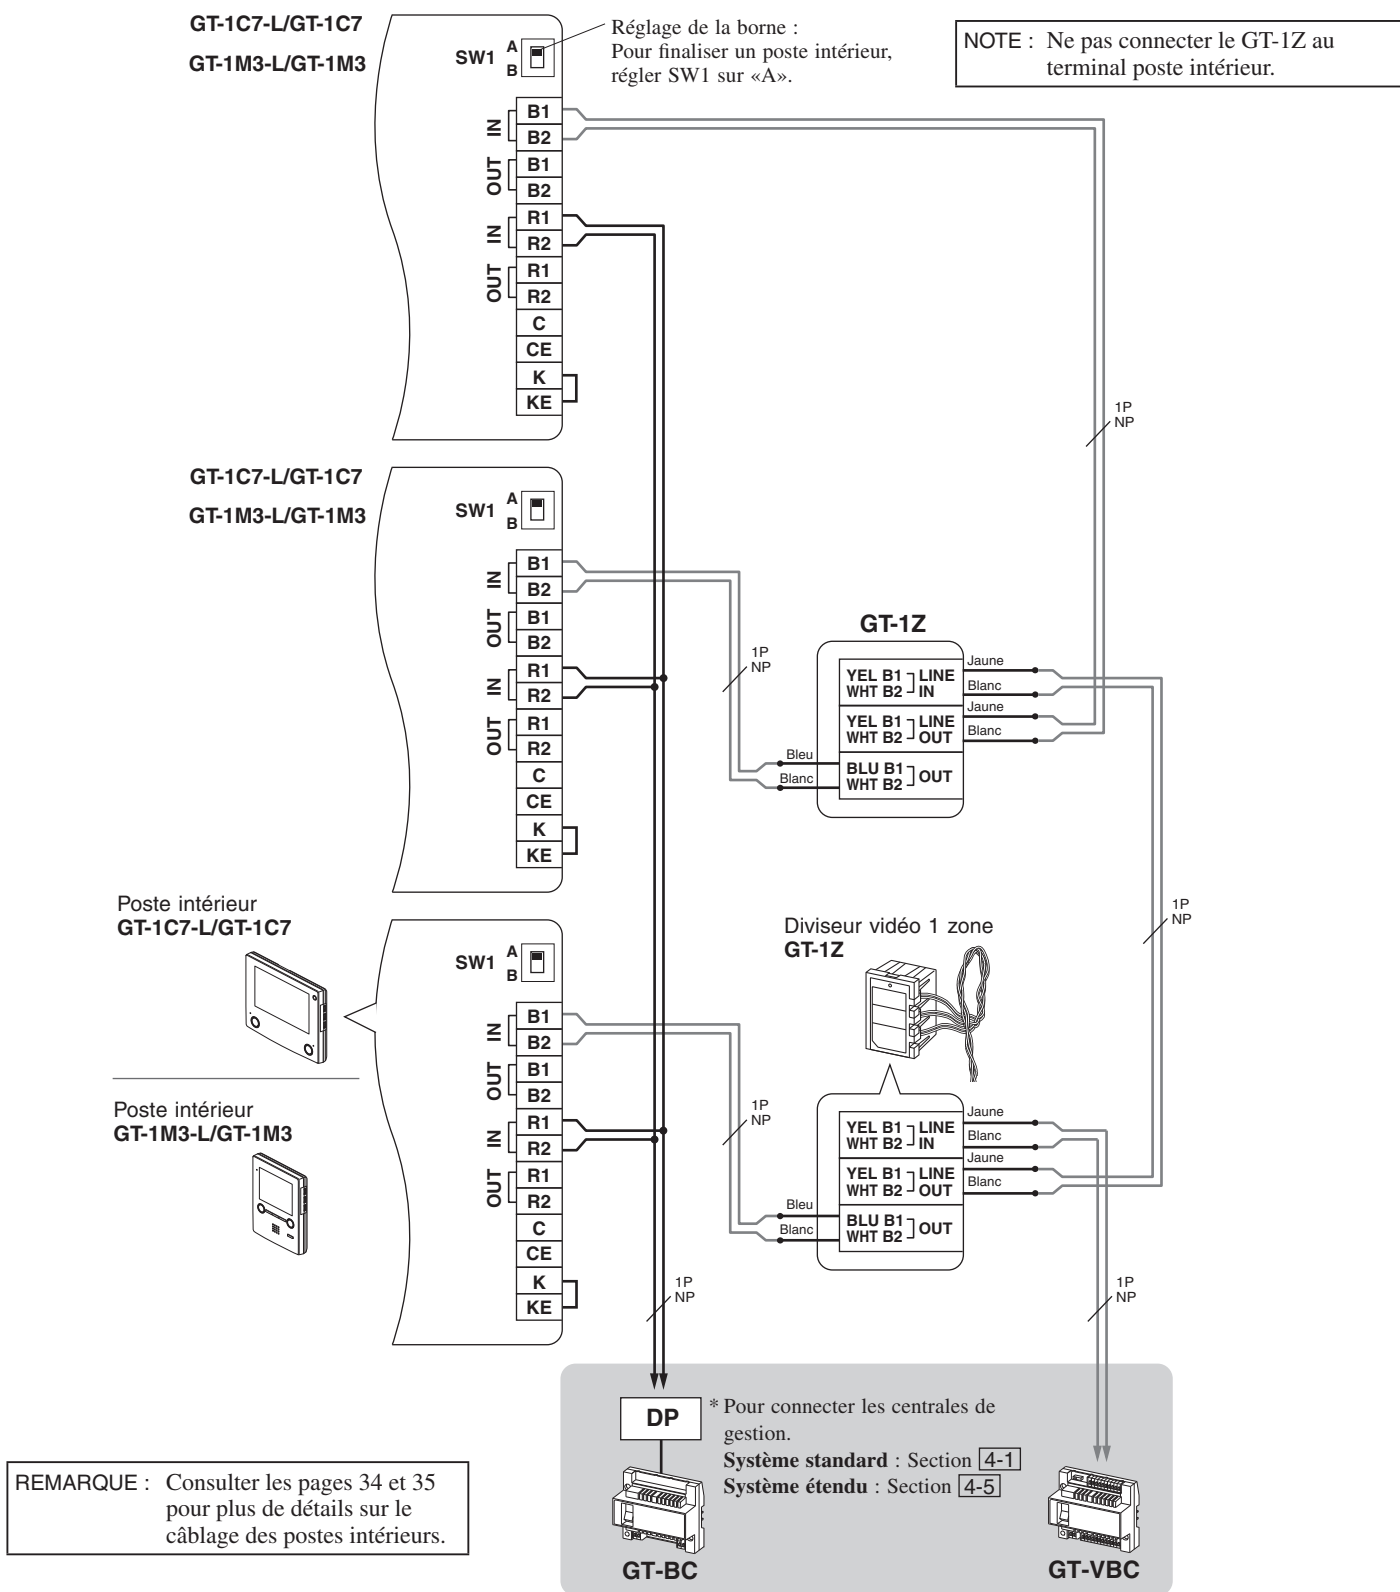 GT-1C7-L/GT-1C7
GT-1M3-L/GT-1M3
SW1
A
B
Réglage de la borne :
Pour finaliser un poste intérieur,
régler SW1 sur «A».
NOTE : Ne pas connecter le GT-1Z au
terminal poste intérieur.
IN
B1
B2
OUT
B1
B2
IN
R1
R2
OUT
R1
R2
C
CE
K
KE
1P
NP
GT-1C7-L/GT-1C7
GT-1M3-L/GT-1M3
SW1
A
B
IN
B1
B2
OUT
B1
B2
IN
R1
R2
OUT
R1
R2
C
CE
K
KE
1P
NP
GT-1Z
YEL B1 LINE
WHT B2 IN
YEL B1 LINE
WHT B2 OUT
BLU B1 OUT
WHT B2
Jaune
Blanc
Jaune
Blanc
Bleu
Blanc
1P
NP
Poste intérieur
GT-1C7-L/GT-1C7
Poste intérieur
GT-1M3-L/GT-1M3
SW1
A
B
IN
B1
B2
OUT
B1
B2
IN
R1
R2
OUT
R1
R2
C
CE
K
KE
1P
NP
Diviseur vidéo 1 zone
GT-1Z
YEL B1 LINE
WHT B2 IN
YEL B1 LINE
WHT B2 OUT
BLU B1 OUT
WHT B2
Jaune
Blanc
Jaune
Blanc
Bleu
Blanc
1P
NP
1P
NP
DP
* Pour connecter les centrales de
gestion.
Système standard : Section 4-1
Système étendu : Section 4-5
GT-BC
GT-VBC
REMARQUE : Consulter les pages 34 et 35
pour plus de détails sur le
câblage des postes intérieurs.